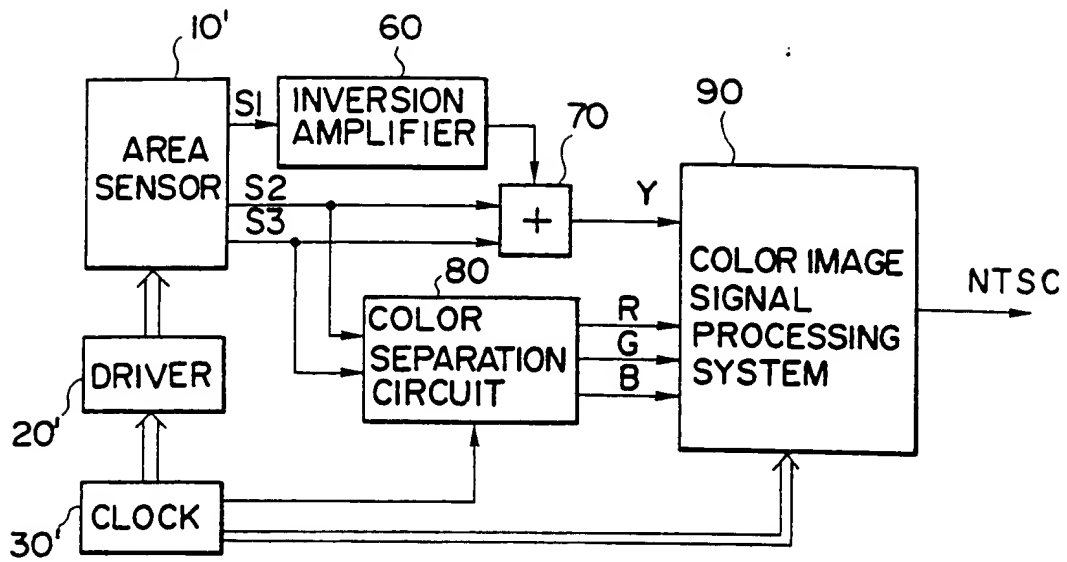 10'
60
S1
INVERSION
AMPLIFIER
70
90
AREA
SENSOR
S2
S3
+
Y
80
COLOR
SEPARATION
CIRCUIT
R
G
B
COLOR IMAGE
SIGNAL
PROCESSING
SYSTEM
NTSC
DRIVER
20'
CLOCK
30'